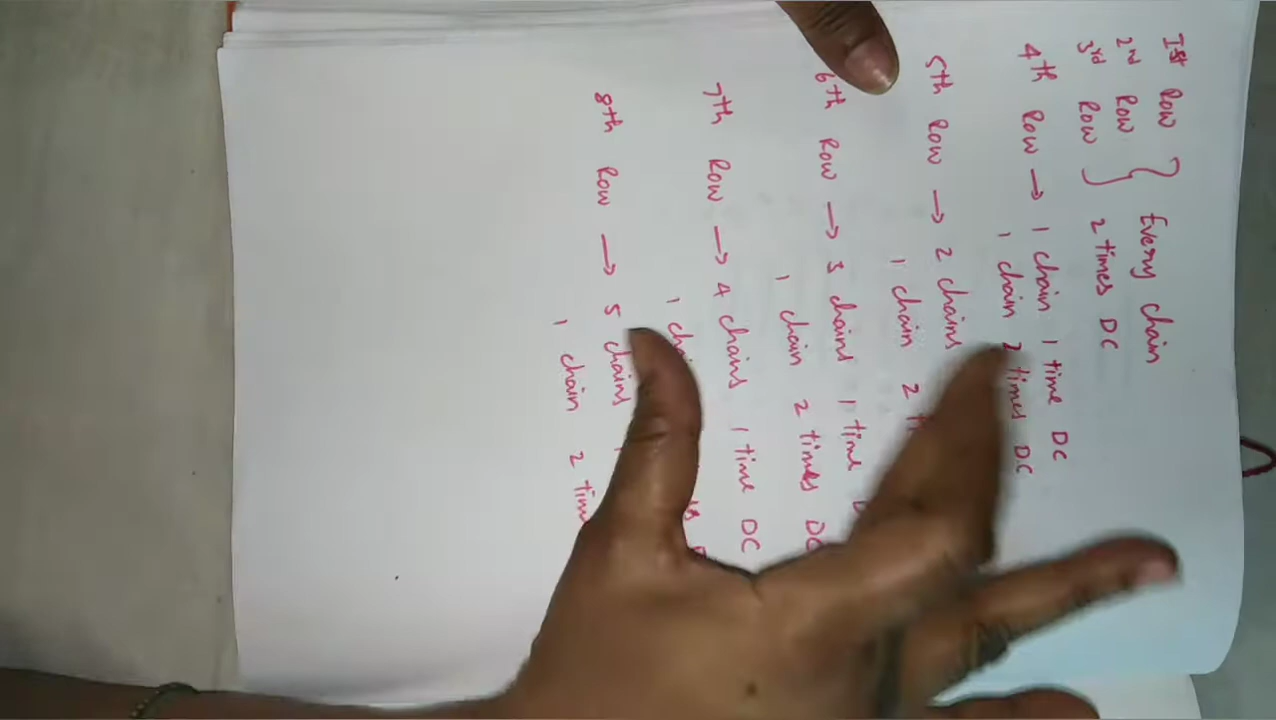 Ist Row
2nd Row } Every chain
3rd Row } 2 times DC
4th Row → 1 chain 1 time DC
1 chain 2 times DC
5th Row → 2 chains
1 chain 2
6th Row → 3 chains 1 time
1 chain 2 times DC
7th Row → 4 chains 1 time DC
1
8th Row → 5 chains
1 chain 2